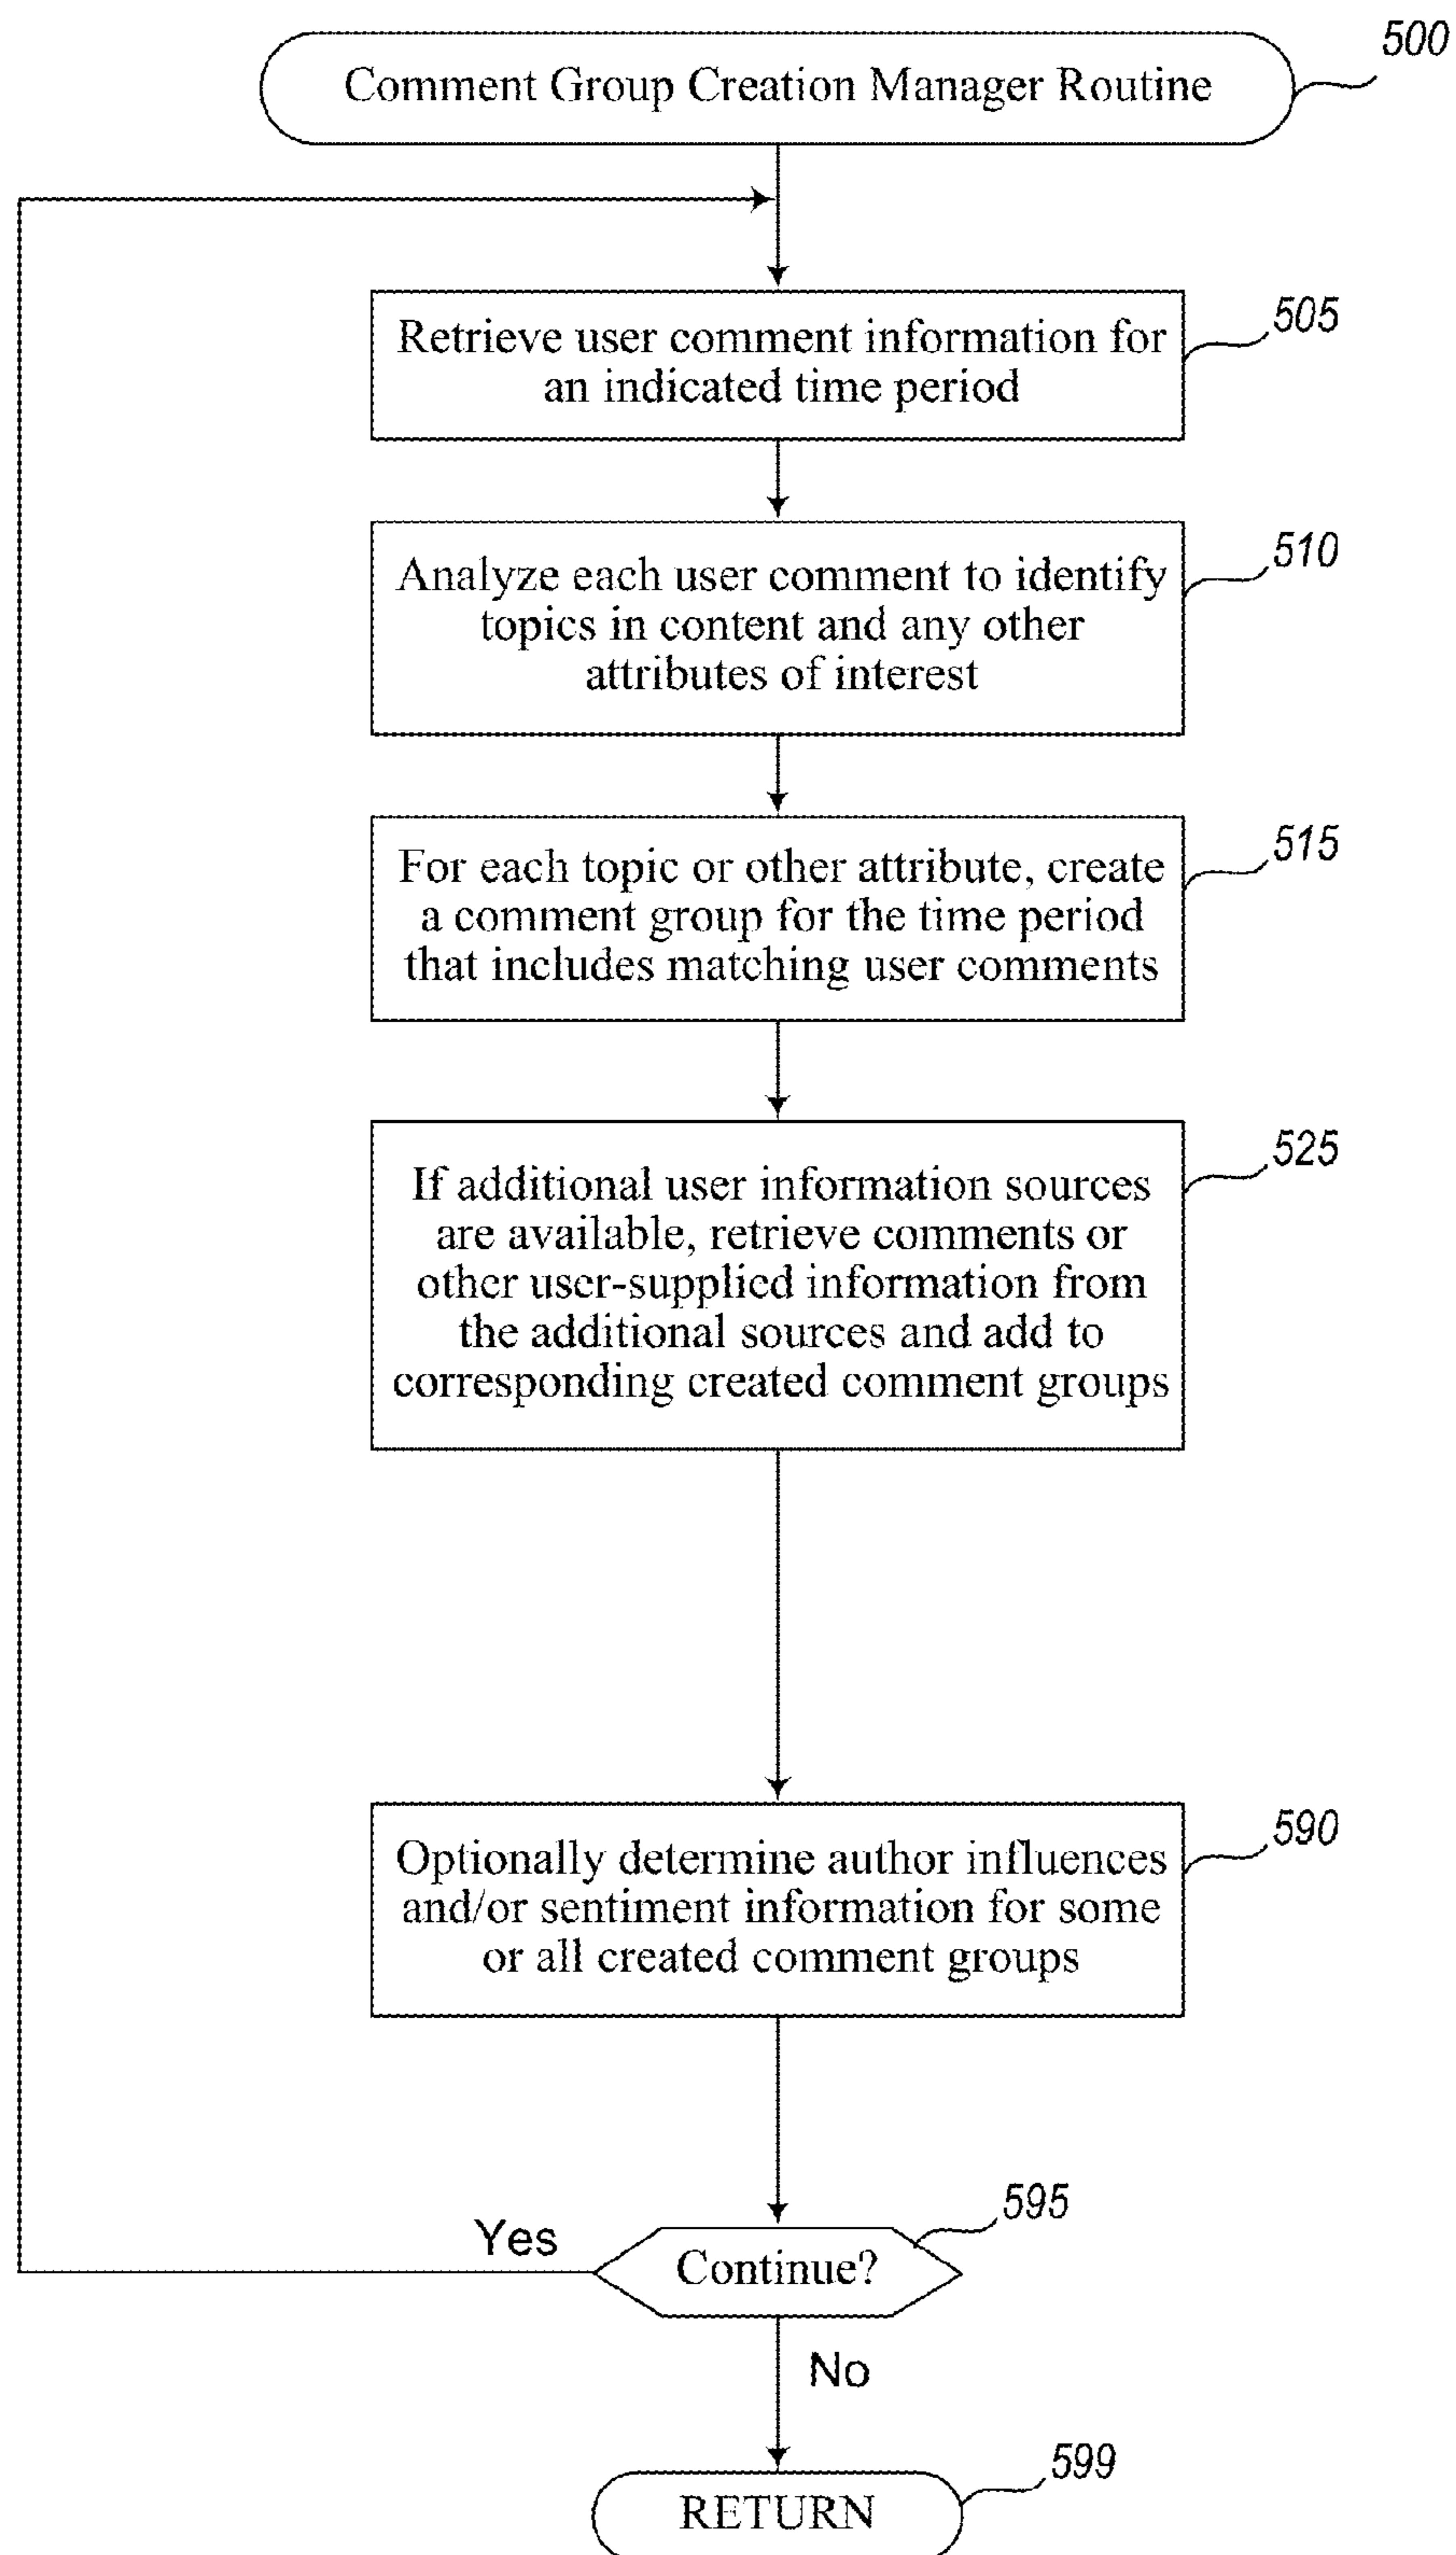 500
Comment Group Creation Manager Routine
505
Retrieve user comment information for
an indicated time period
510
Analyze each user comment to identify
topics in content and any other
attributes of interest
515
For each topic or other attribute, create
a comment group for the time period
that includes matching user comments
525
If additional user information sources
are available, retrieve comments or
other user-supplied information from
the additional sources and add to
corresponding created comment groups
590
Optionally determine author influences
and/or sentiment information for some
or all created comment groups
595
Yes
Continue?
No
599
RETURN